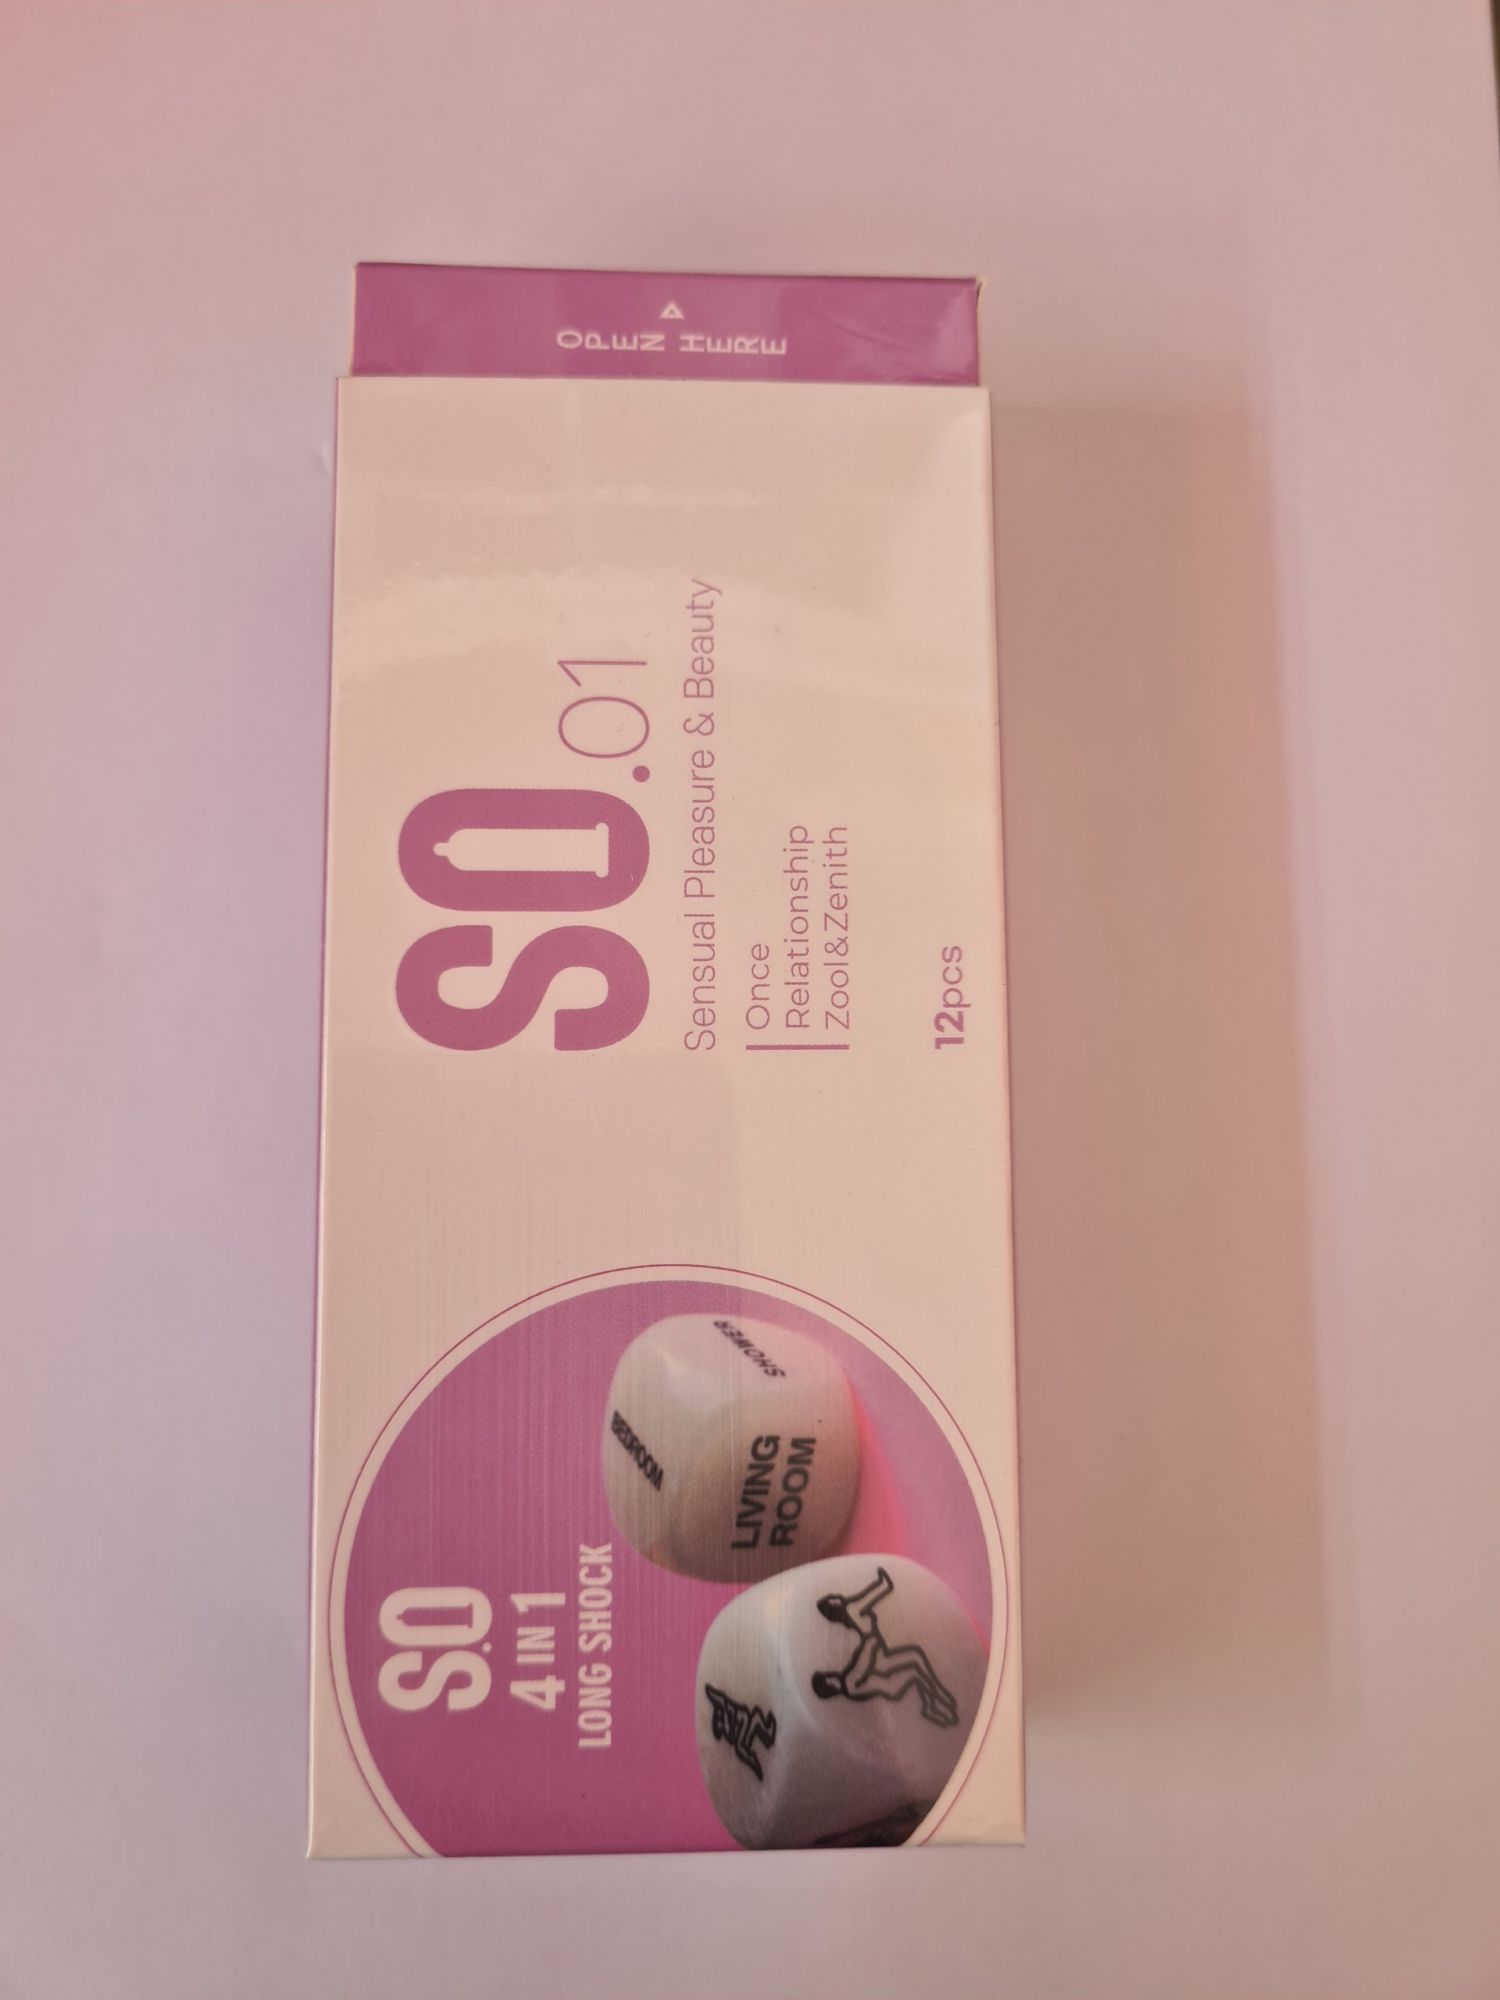 OPEN HERE
SO.01
Sensual Pleasure & Beauty
Once
Relationship
Zool&Zenith
12pcs
S.O
4 IN 1
LONG SHOCK
BEDROOM
LIVING
ROOM
SHOWER